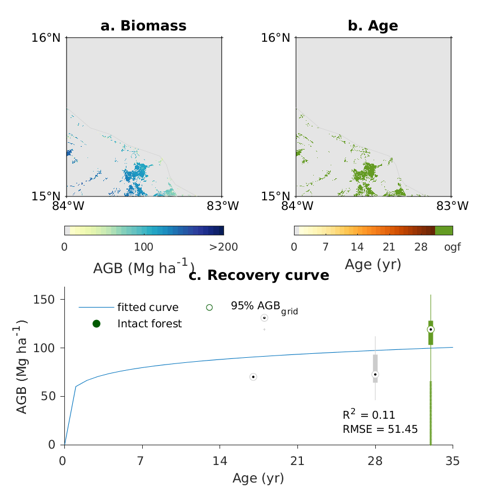 a. Biomass
b. Age
16°N
16°N
15°N
15°N
84°W
83°W
84°W
83°W
0
100
>200
0
7
14
21
28
ogf
AGB (Mg ha⁻¹)
Age (yr)
c. Recovery curve
150
100
50
0
AGB (Mg ha⁻¹)
fitted curve
95% AGB_grid
Intact forest
R² = 0.11
RMSE = 51.45
0
7
14
21
28
35
Age (yr)